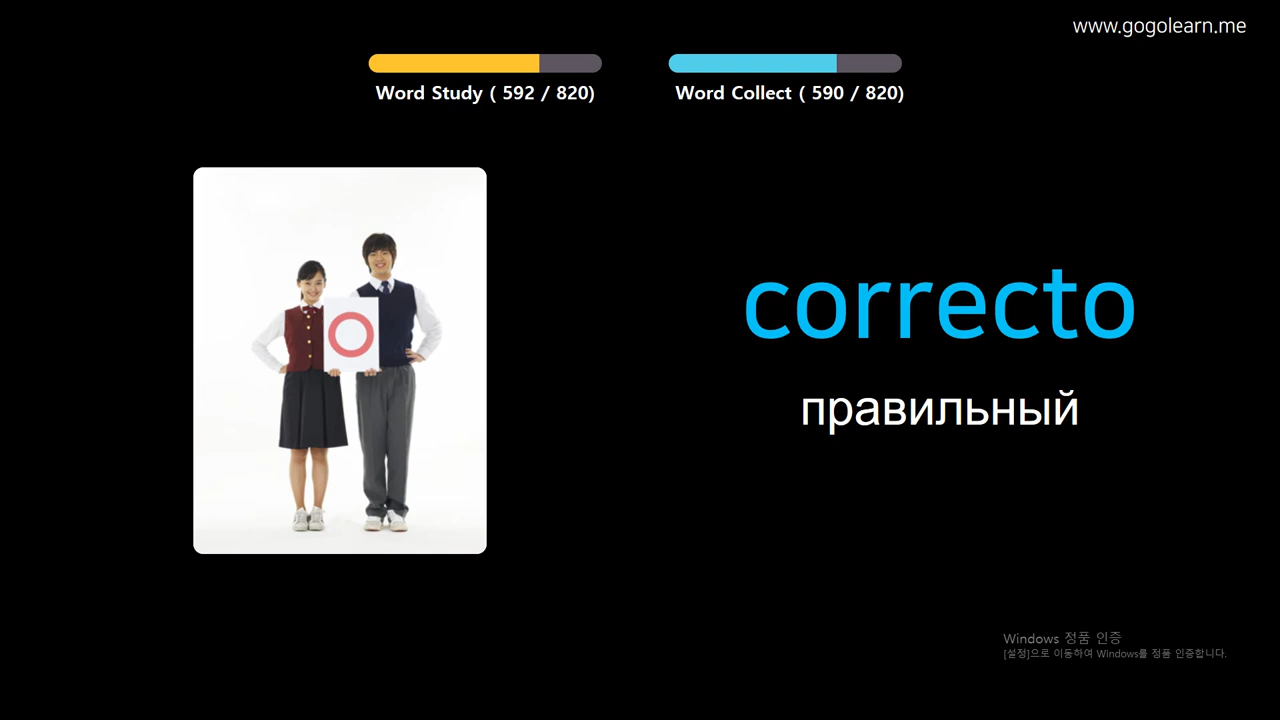 www.gogolearn.me
Word Study ( 592 / 820)
Word Collect ( 590 / 820)
correcto
правильный
Windows 정품 인증
[설정]으로 이동하여 Windows를 정품 인증합니다.